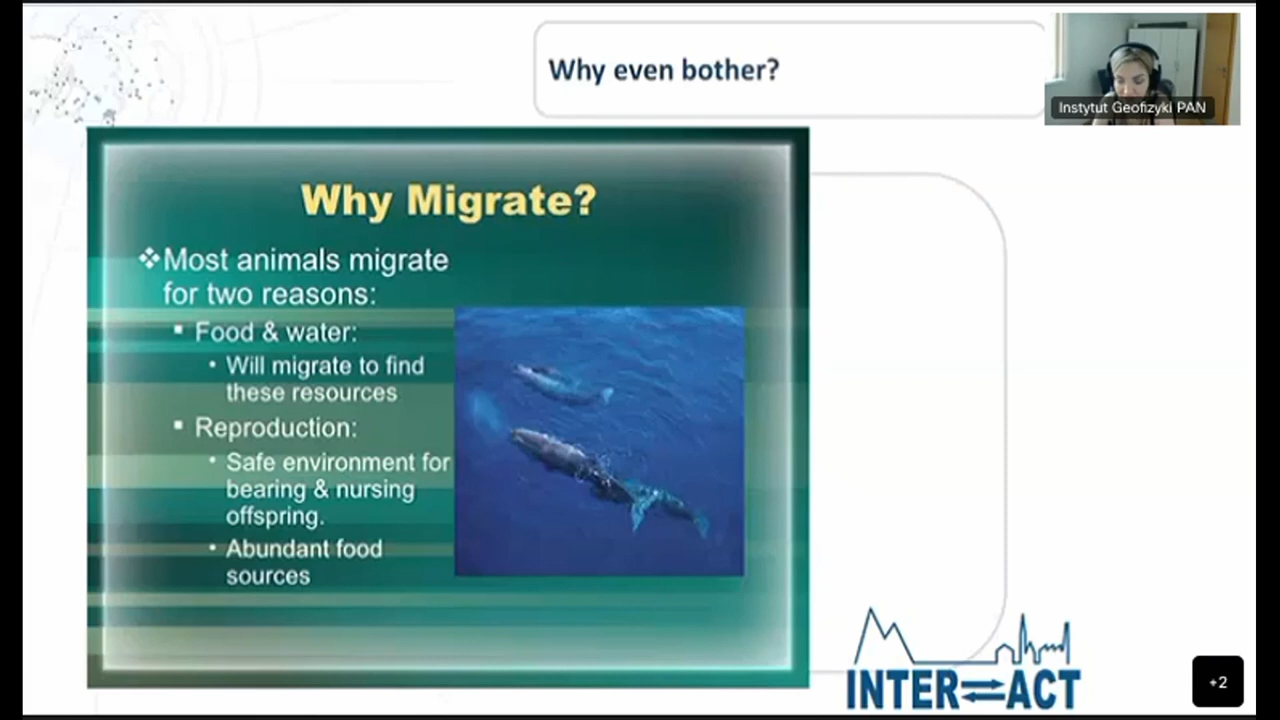 Why even bother?
Instytut Geofizyki PAN
Why Migrate?
❖Most animals migrate
for two reasons:
▪ Food & water:
• Will migrate to find
these resources
▪ Reproduction:
• Safe environment for
bearing & nursing
offspring.
• Abundant food
sources
INTER⇌ACT
+2